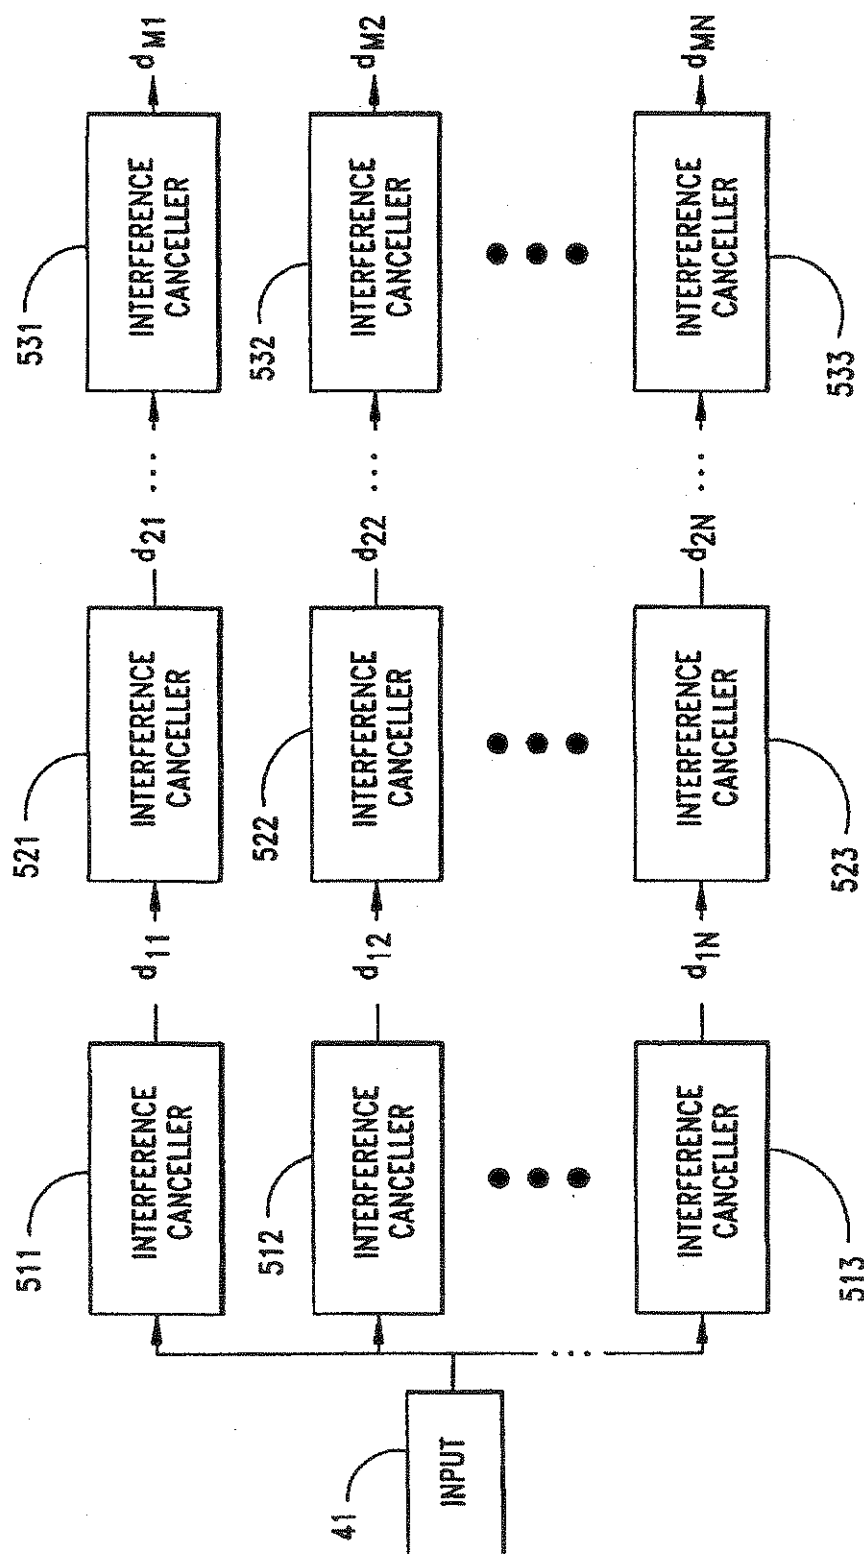 41
INPUT
511
INTERFERENCE
CANCELLER
d11
521
INTERFERENCE
CANCELLER
d21
...
531
INTERFERENCE
CANCELLER
dM1
512
INTERFERENCE
CANCELLER
d12
522
INTERFERENCE
CANCELLER
d22
...
532
INTERFERENCE
CANCELLER
dM2
...
513
INTERFERENCE
CANCELLER
d1N
523
INTERFERENCE
CANCELLER
d2N
...
533
INTERFERENCE
CANCELLER
dMN